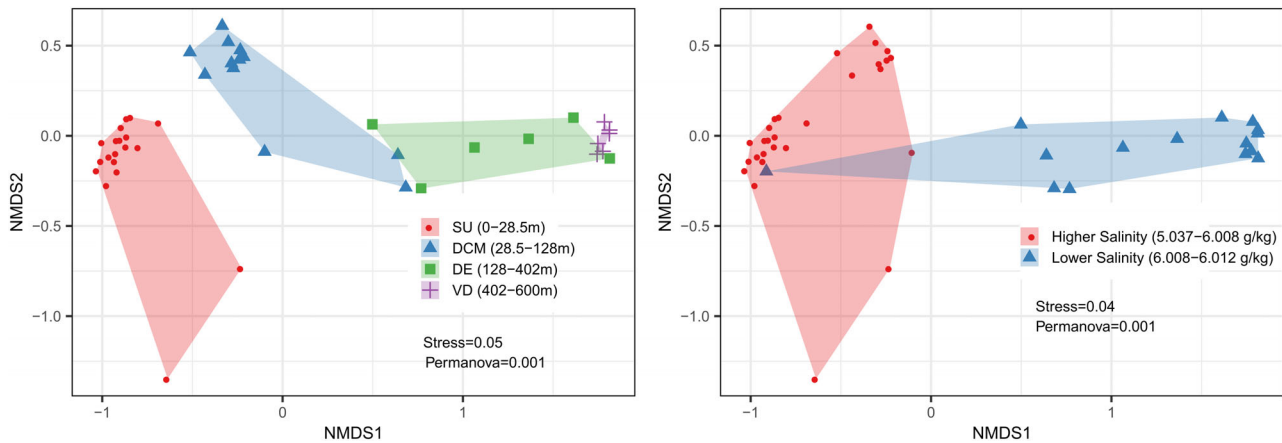 0.5
0.0
−0.5
−1.0
NMDS2
−1
0
1
NMDS1
SU (0−28.5m)
DCM (28.5−128m)
DE (128−402m)
VD (402−600m)
Stress=0.05
Permanova=0.001
0.5
0.0
−0.5
−1.0
NMDS2
−1
0
1
NMDS1
Higher Salinity (5.037−6.008 g/kg)
Lower Salinity (6.008−6.012 g/kg)
Stress=0.04
Permanova=0.001